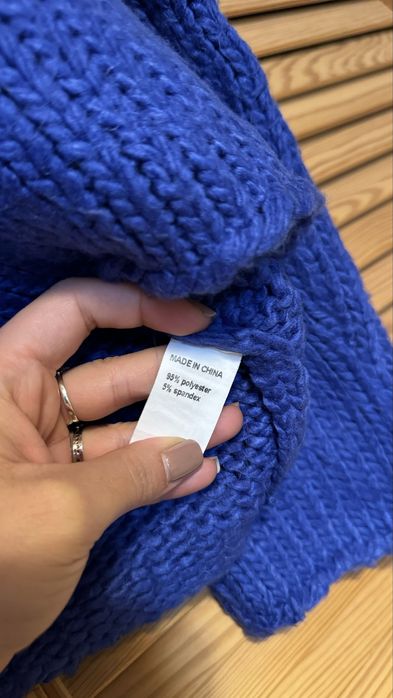 MADE IN CHINA
95% polyester
5% spandex